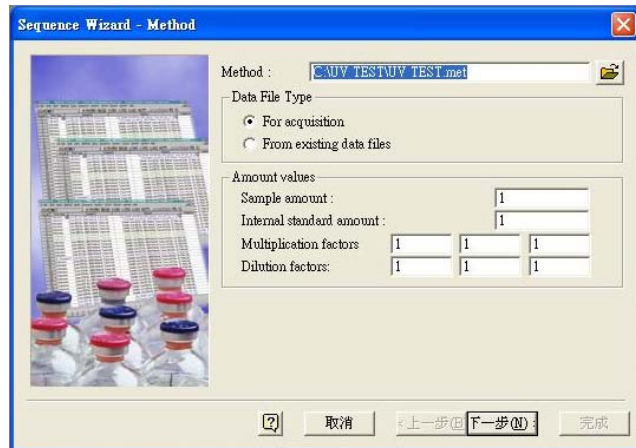 Sequence Wizard - Method
Method : C:\UV TEST\UV TEST.met
Data File Type
For acquisition
From existing data files
Amount values
Sample amount : 1
Internal standard amount : 1
Multiplication factors 1 1 1
Dilution factors: 1 1 1
取消 <上一步(B 下一步(N) 完成